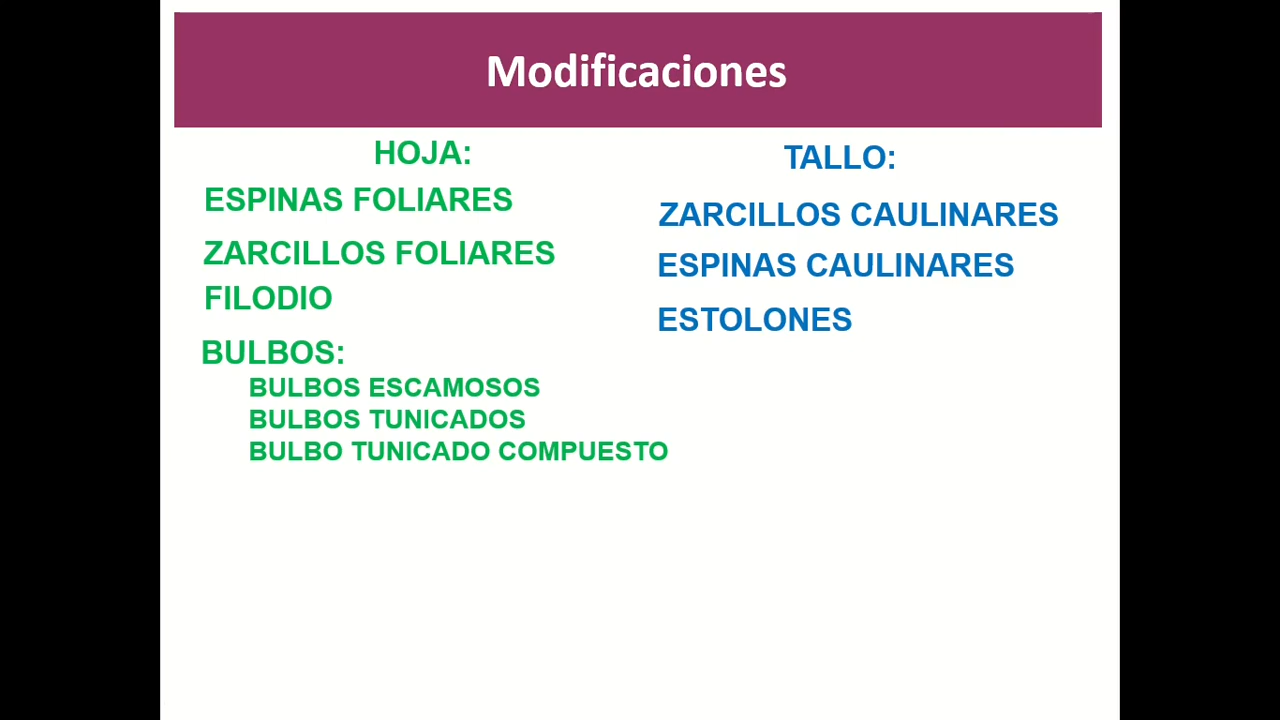 Modificaciones
HOJA:
ESPINAS FOLIARES
ZARCILLOS FOLIARES
FILODIO
BULBOS:
BULBOS ESCAMOSOS
BULBOS TUNICADOS
BULBO TUNICADO COMPUESTO
TALLO:
ZARCILLOS CAULINARES
ESPINAS CAULINARES
ESTOLONES